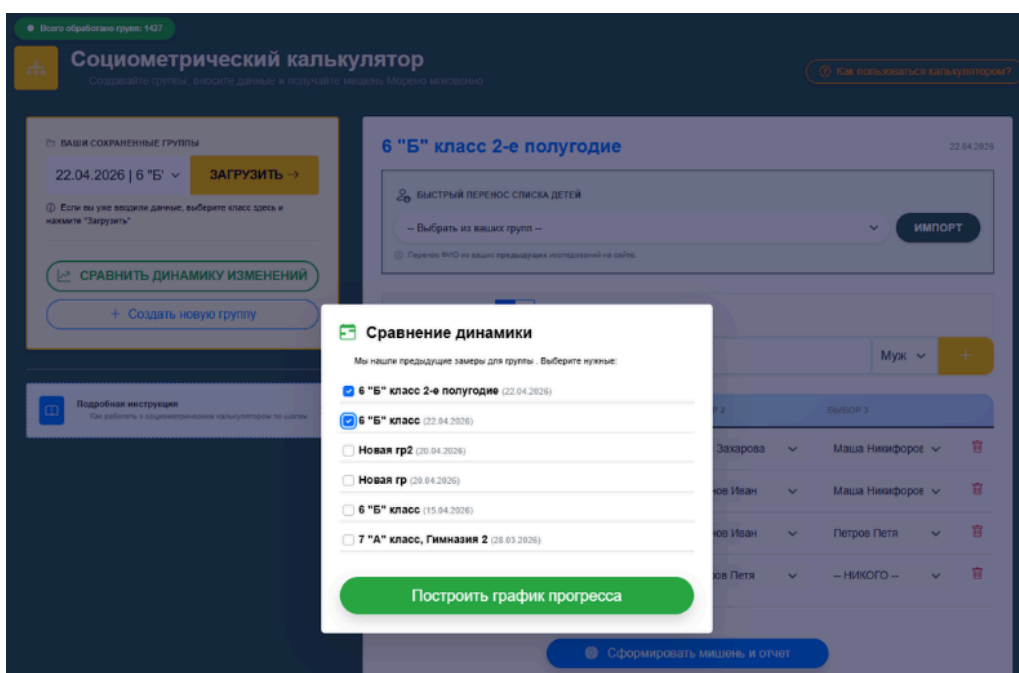 Всего обработано групп: 1427
Социометрический калькулятор
Создавайте группы, вносите данные и получайте мишень Морено мгновенно
Как пользоваться калькулятором?
ВАШИ СОХРАНЕННЫЕ ГРУППЫ
22.04.2026 | 6 "Б'
ЗАГРУЗИТЬ →
Если вы уже вводили данные, выберите класс здесь и
нажмите "Загрузить"
СРАВНИТЬ ДИНАМИКУ ИЗМЕНЕНИЙ
+ Создать новую группу
Подробная инструкция
Как работать с социометрическим калькулятором по шагам
6 "Б" класс 2-е полугодие
22.04.2026
БЫСТРЫЙ ПЕРЕНОС СПИСКА ДЕТЕЙ
-- Выбрать из ваших групп --
ИМПОРТ
Перенос ФИО из ваших предыдущих исследований на сайте.
Муж
+
Р 2
ВЫБОР 3
Захарова
Маша Никифоров
нов Иван
Маша Никифоров
нов Иван
Петров Петя
ов Петя
-- НИКОГО --
Сравнение динамики
Мы нашли предыдущие замеры для группы . Выберите нужные:
6 "Б" класс 2-е полугодие (22.04.2026)
6 "Б" класс (22.04.2026)
Новая гр2 (20.04.2026)
Новая гр (20.04.2026)
6 "Б" класс (15.04.2026)
7 "А" класс, Гимназия 2 (28.03.2026)
Построить график прогресса
Сформировать мишень и отчет